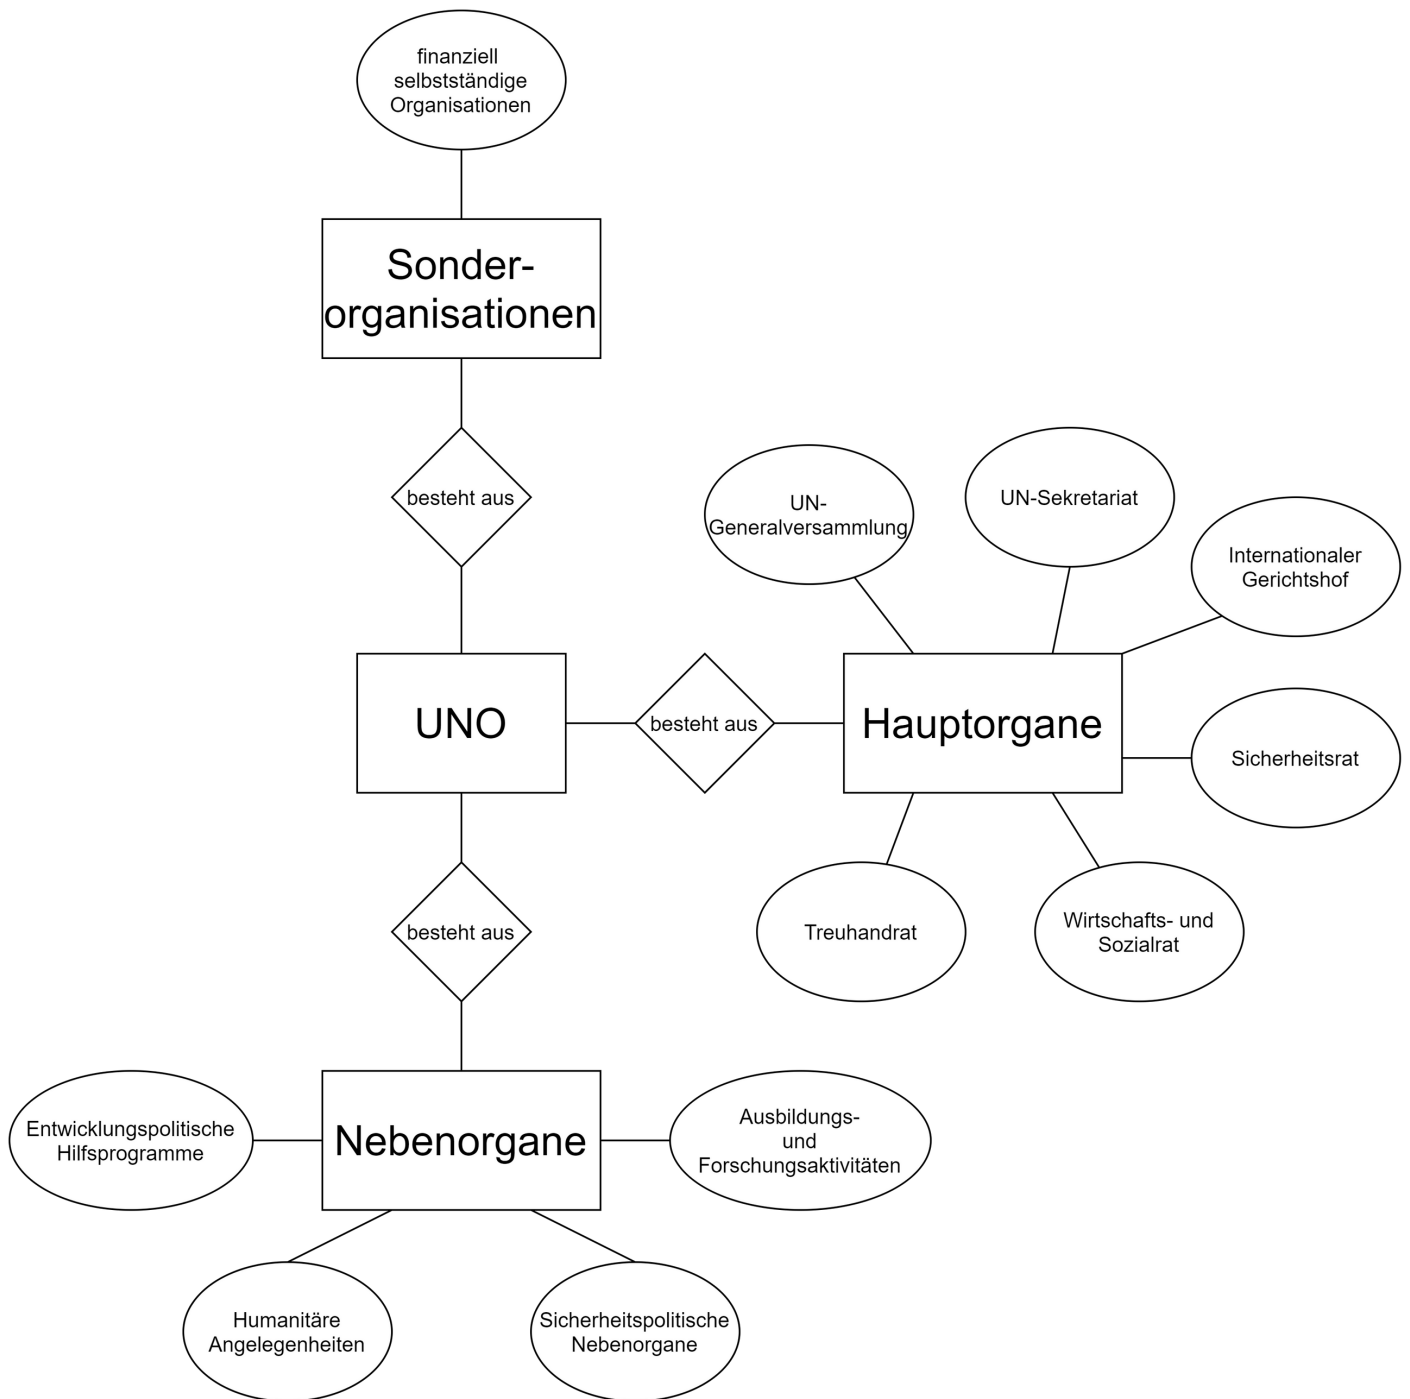 finanziell
selbstständige
Organisationen
Sonder-
organisationen
besteht aus
UN-
Generalversammlung
UN-Sekretariat
Internationaler
Gerichtshof
UNO
besteht aus
Hauptorgane
Sicherheitsrat
besteht aus
Treuhandrat
Wirtschafts- und
Sozialrat
Entwicklungspolitische
Hilfsprogramme
Nebenorgane
Ausbildungs-
und
Forschungsaktivitäten
Humanitäre
Angelegenheiten
Sicherheitspolitische
Nebenorgane